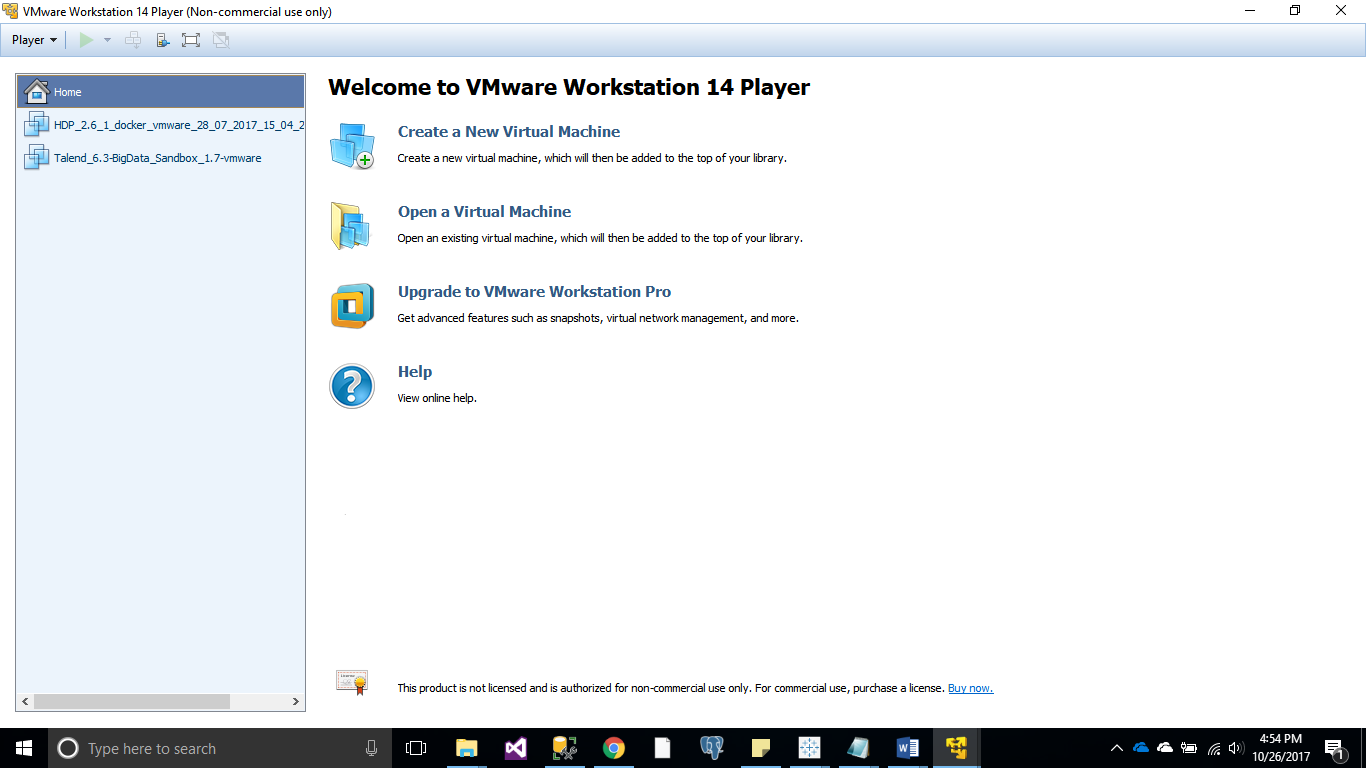 VMware Workstation 14 Player (Non-commercial use only)
Player
Home
HDP_2.6_1_docker_vmware_28_07_2017_15_04_2
Talend_6.3-BigData_Sandbox_1.7-vmware
Welcome to VMware Workstation 14 Player
Create a New Virtual Machine
Create a new virtual machine, which will then be added to the top of your library.
Open a Virtual Machine
Open an existing virtual machine, which will then be added to the top of your library.
Upgrade to VMware Workstation Pro
Get advanced features such as snapshots, virtual network management, and more.
Help
View online help.
This product is not licensed and is authorized for non-commercial use only. For commercial use, purchase a license. Buy now.
Type here to search
4:54 PM
10/26/2017
1